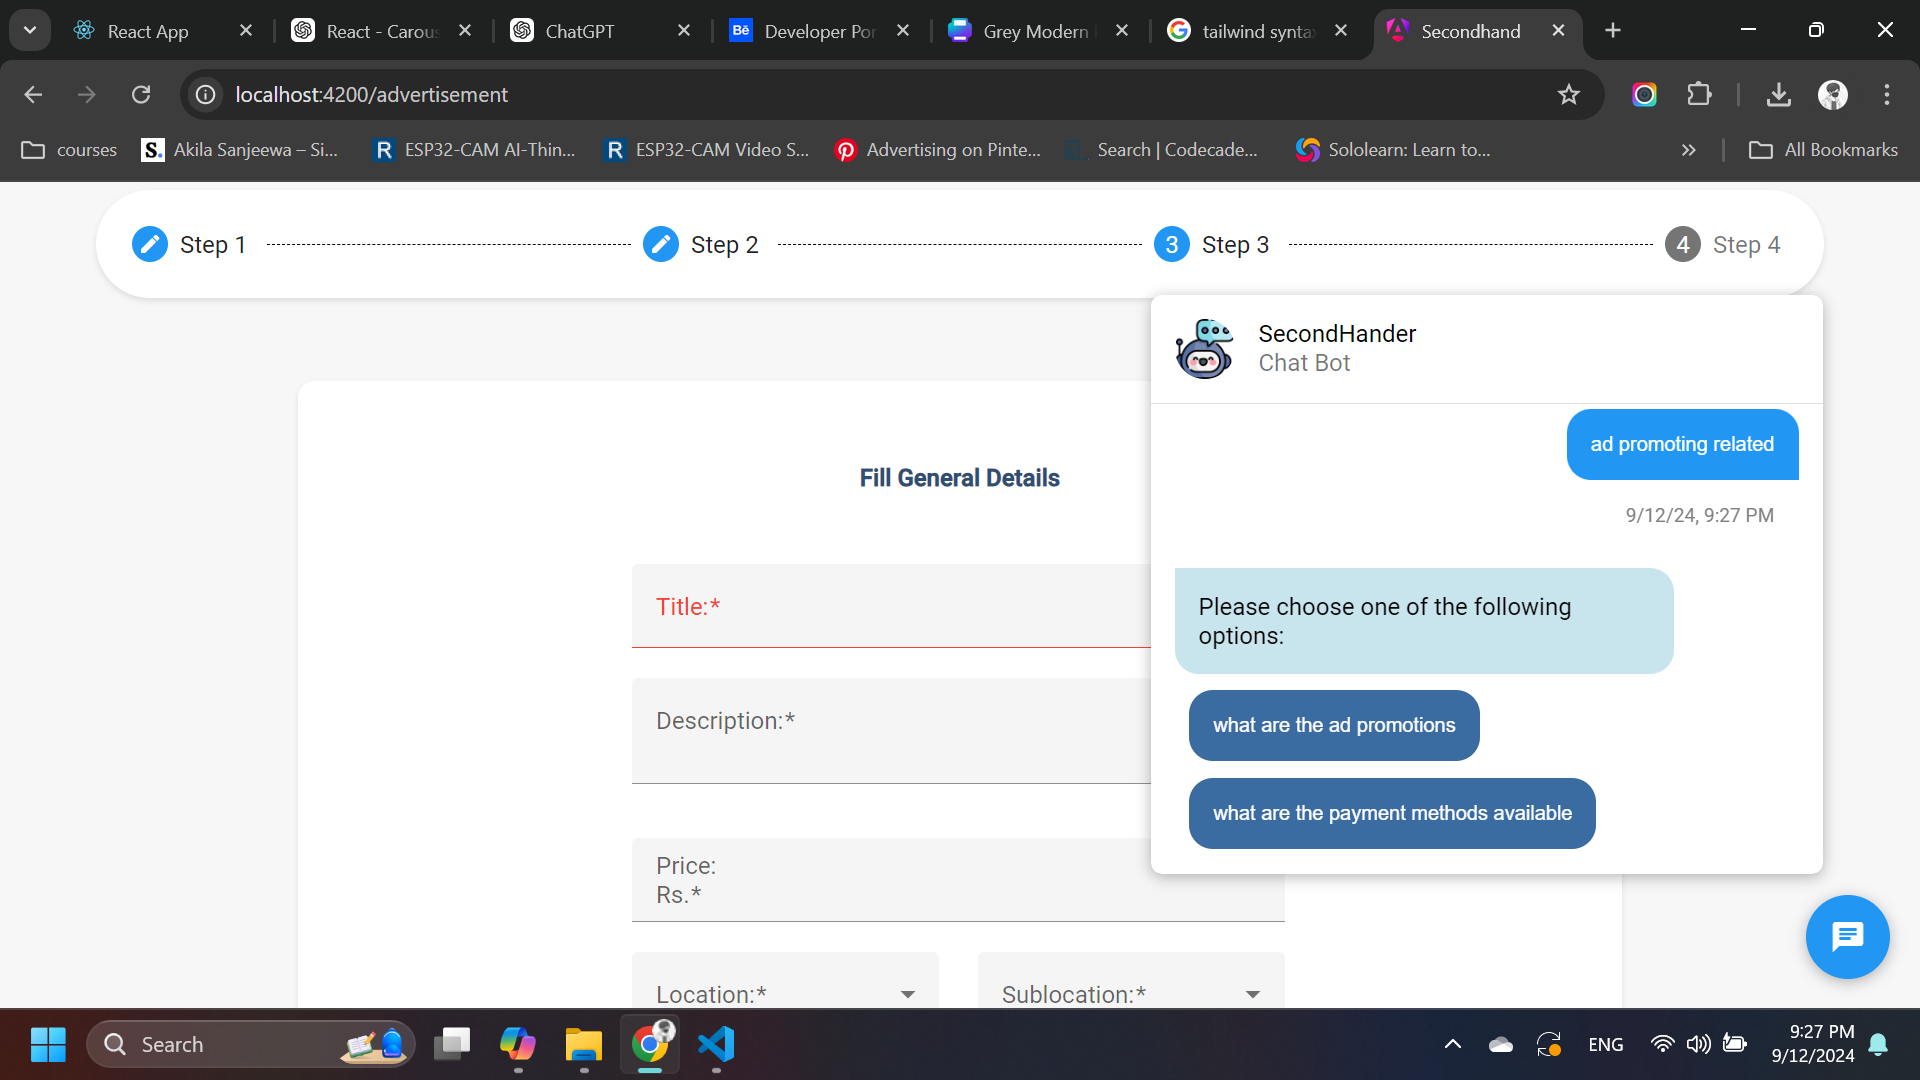 React App
React - Carous
ChatGPT
Developer Por
Grey Modern
tailwind synta
Secondhand
localhost:4200/advertisement
courses
S. Akila Sanjeewa – Si...
R ESP32-CAM AI-Thin...
R ESP32-CAM Video S...
Advertising on Pinte...
Search | Codecade...
Sololearn: Learn to...
» All Bookmarks
Step 1
Step 2
3 Step 3
4 Step 4
SecondHander
Chat Bot
ad promoting related
9/12/24, 9:27 PM
Please choose one of the following
options:
what are the ad promotions
what are the payment methods available
Fill General Details
Title:*
Description:*
Price:
Rs.*
Location:*
Sublocation:*
Search
ENG
9:27 PM
9/12/2024